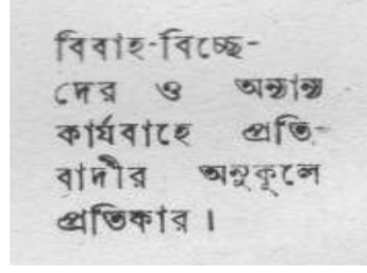 বিবাহ-বিচ্ছে-
দের ও অন্যান্য
কার্যবাহে প্রতি-
বাদীর অনুকূলে
প্রতিকার ।